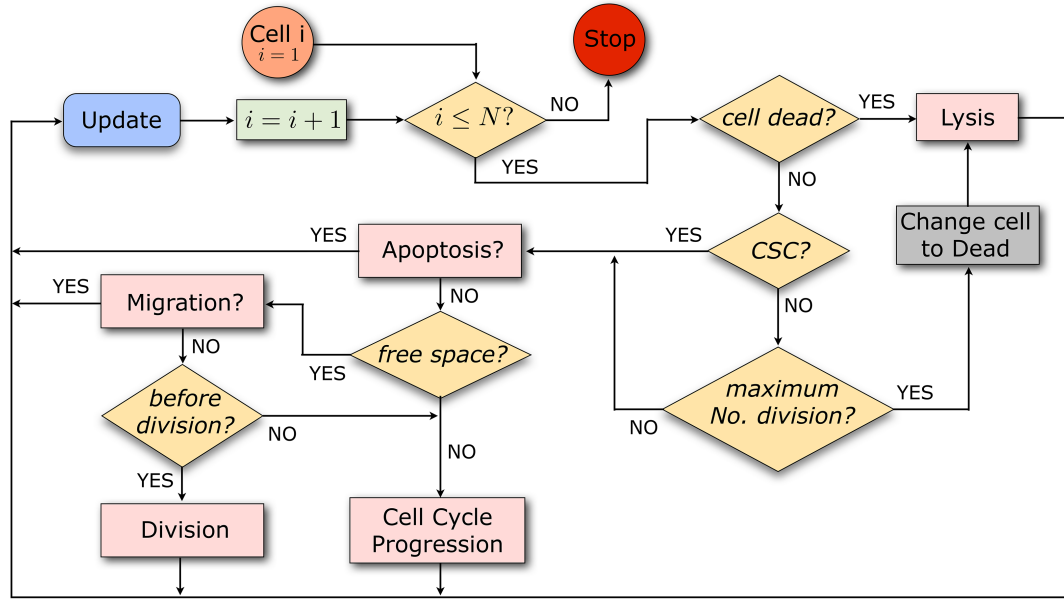 Cell i
i = 1
Stop
Update
i = i + 1
i ≤ N?
NO
YES
cell dead?
YES
Lysis
NO
Change cell
to Dead
YES
Apoptosis?
YES
CSC?
YES
Migration?
NO
NO
NO
free space?
YES
before
division?
NO
maximum
No. division?
YES
NO
YES
NO
Division
Cell Cycle
Progression